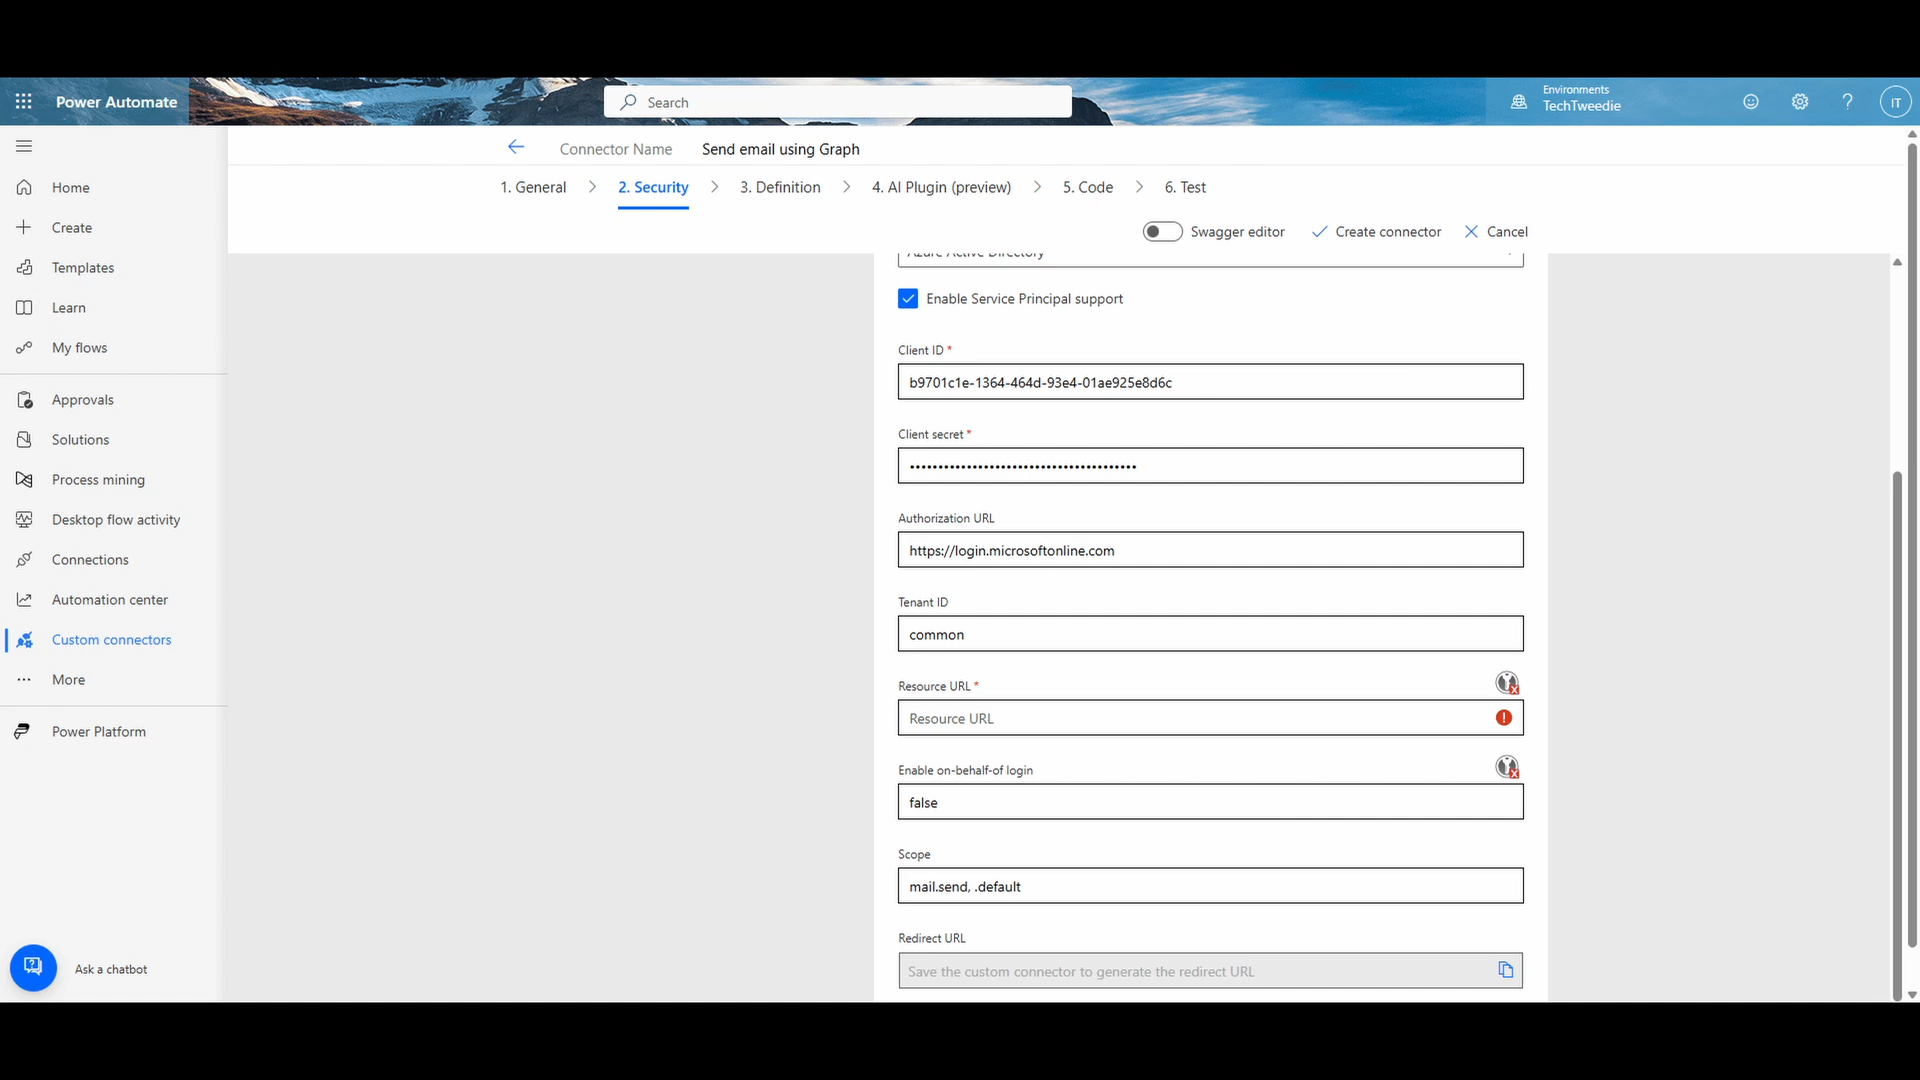 Power Automate
Search
Environments
TechTweedie
IT
Connector Name Send email using Graph
1. General 2. Security 3. Definition 4. AI Plugin (preview) 5. Code 6. Test
Swagger editor Create connector Cancel
Home
Create
Templates
Learn
My flows
Approvals
Solutions
Process mining
Desktop flow activity
Connections
Automation center
Custom connectors
More
Power Platform
Ask a chatbot
Azure Active Directory
Enable Service Principal support
Client ID *
b9701c1e-1364-464d-93e4-01ae925e8d6c
Client secret *
••••••••••••••••••••••••••••••••••••••••
Authorization URL
https://login.microsoftonline.com
Tenant ID
common
Resource URL *
Resource URL
Enable on-behalf-of login
false
Scope
mail.send, .default
Redirect URL
Save the custom connector to generate the redirect URL